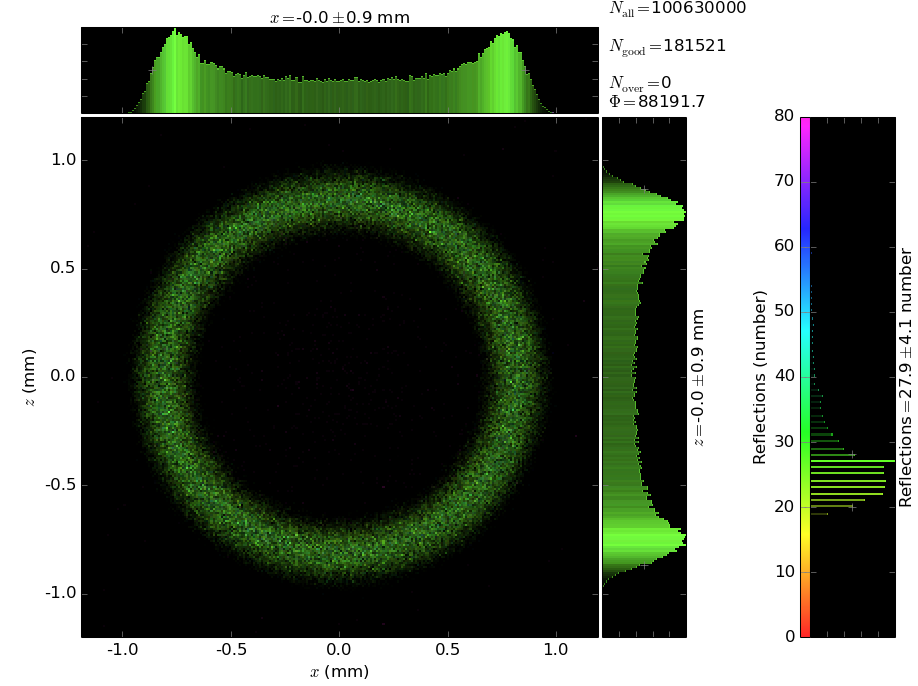 x=-0.0±0.9 mm
N_all=100630000
N_good=181521
N_over=0
Φ=88191.7
1.0
0.5
0.0
-0.5
-1.0
z (mm)
-1.0 -0.5 0.0 0.5 1.0
x (mm)
z=-0.0±0.9 mm
80
70
60
50
40
30
20
10
0
Reflections (number)
Reflections=27.9±4.1 number